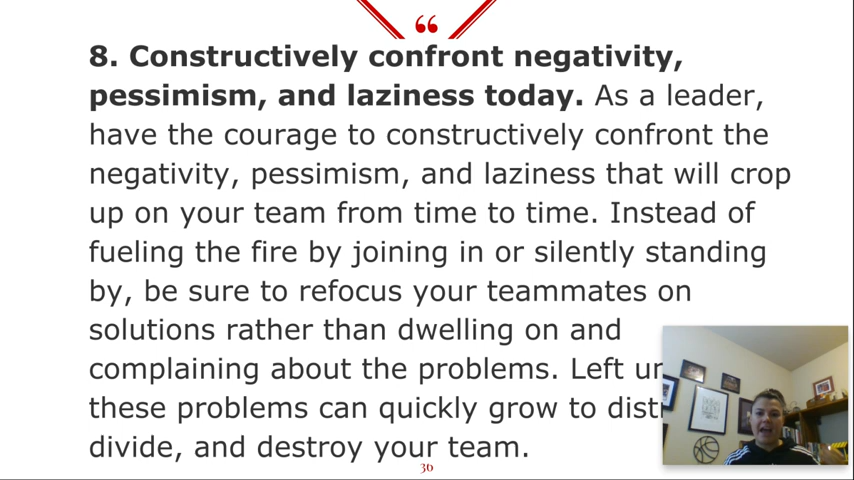 “
8. Constructively confront negativity,
pessimism, and laziness today. As a leader,
have the courage to constructively confront the
negativity, pessimism, and laziness that will crop
up on your team from time to time. Instead of
fueling the fire by joining in or silently standing
by, be sure to refocus your teammates on
solutions rather than dwelling on and
complaining about the problems. Left
these problems can quickly grow to
divide, and destroy your team.
36